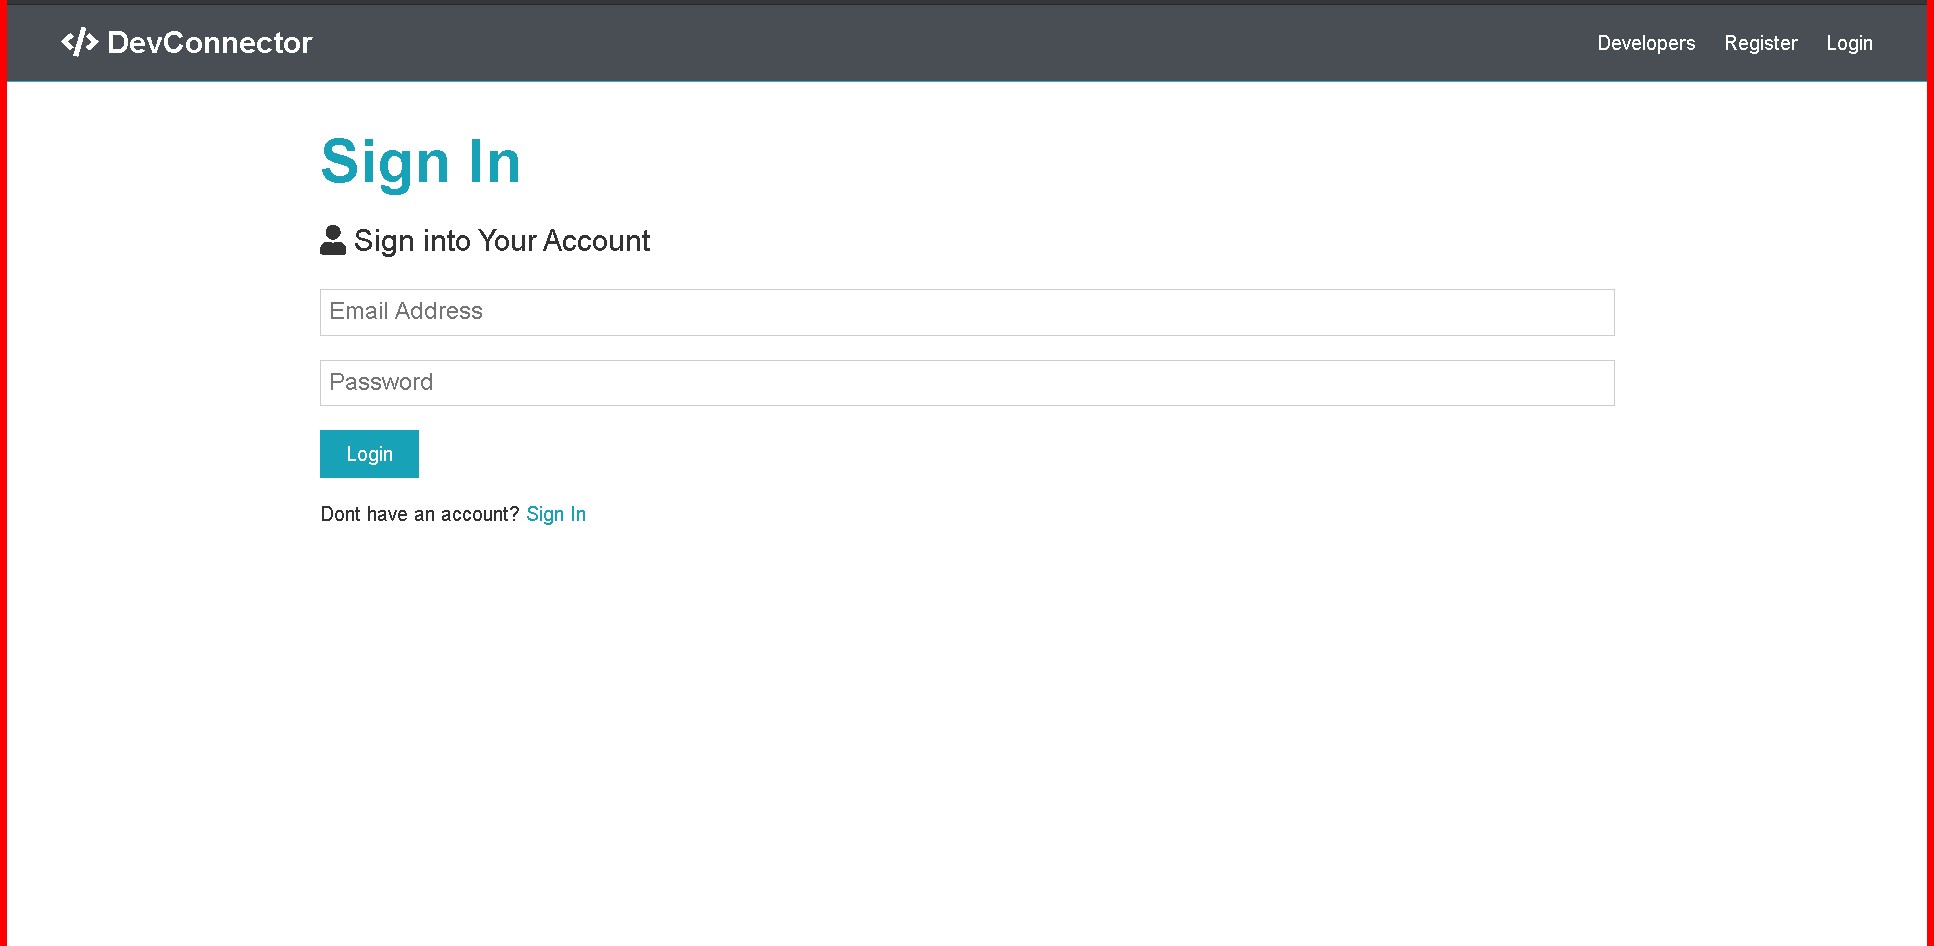 DevConnector
Developers Register Login
Sign In
Sign into Your Account
Email Address
Password
Login
Dont have an account? Sign In